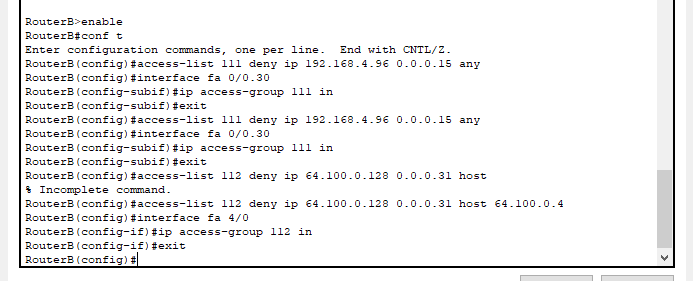 RouterB>enable
RouterB#conf t
Enter configuration commands, one per line.  End with CNTL/Z.
RouterB(config)#access-list 111 deny ip 192.168.4.96 0.0.0.15 any
RouterB(config)#interface fa 0/0.30
RouterB(config-subif)#ip access-group 111 in
RouterB(config-subif)#exit
RouterB(config)#access-list 111 deny ip 192.168.4.96 0.0.0.15 any
RouterB(config)#interface fa 0/0.30
RouterB(config-subif)#ip access-group 111 in
RouterB(config-subif)#exit
RouterB(config)#access-list 112 deny ip 64.100.0.128 0.0.0.31 host
% Incomplete command.
RouterB(config)#access-list 112 deny ip 64.100.0.128 0.0.0.31 host 64.100.0.4
RouterB(config)#interface fa 4/0
RouterB(config-if)#ip access-group 112 in
RouterB(config-if)#exit
RouterB(config)#